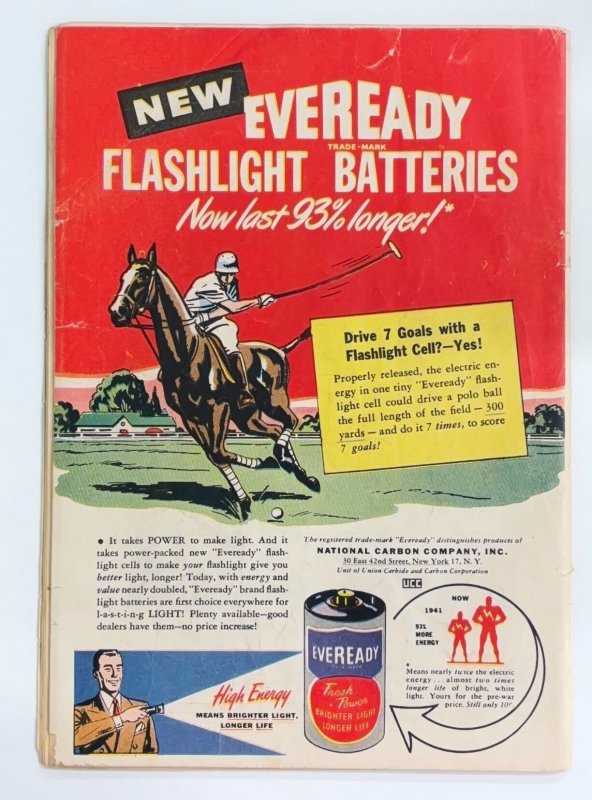 NEW EVEREADY
TRADE-MARK
FLASHLIGHT BATTERIES
Now last 93% longer!*
Drive 7 Goals with a
Flashlight Cell?—Yes!
Properly released, the electric en-
ergy in one tiny "Eveready" flash-
light cell could drive a polo ball
the full length of the field — 300
yards — and do it 7 times, to score
7 goals!
• It takes POWER to make light. And it
takes power-packed new "Eveready" flash-
light cells to make your flashlight give you
better light, longer! Today, with energy and
value nearly doubled, "Eveready" brand flash-
light batteries are first choice everywhere for
l-a-s-t-i-n-g LIGHT! Plenty available—good
dealers have them—no price increase!
The registered trade-mark "Eveready" distinguishes products of
NATIONAL CARBON COMPANY, INC.
30 East 42nd Street, New York 17, N. Y.
Unit of Union Carbide and Carbon Corporation
UCC
EVEREADY
TRADE-MARK
Fresh Power
BRIGHTER LIGHT
LONGER LIFE
NOW
1941
93%
MORE
ENERGY
*
Means nearly twice the electric
energy...almost two times
longer life of bright, white
light. Yours for the pre-war
price. Still only 10¢.
High Energy
MEANS BRIGHTER LIGHT,
LONGER LIFE